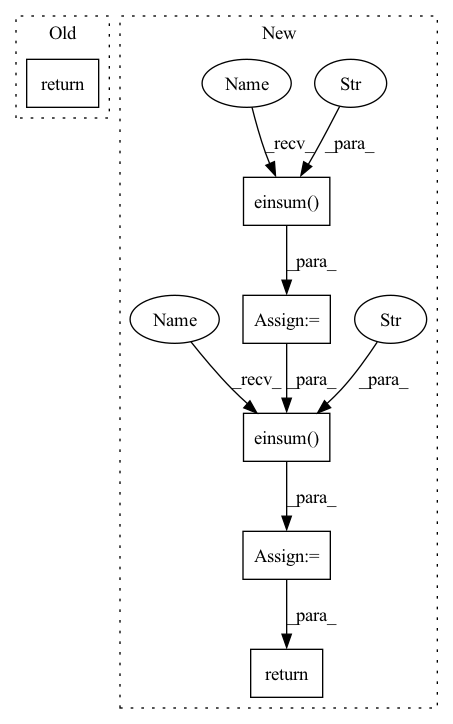 Old
New
return
Name
Str
_recv_
_para_
einsum()
_para_
Assign:=
Name
Str
_recv_
_para_
_para_
einsum()
_para_
Assign:=
_para_
return